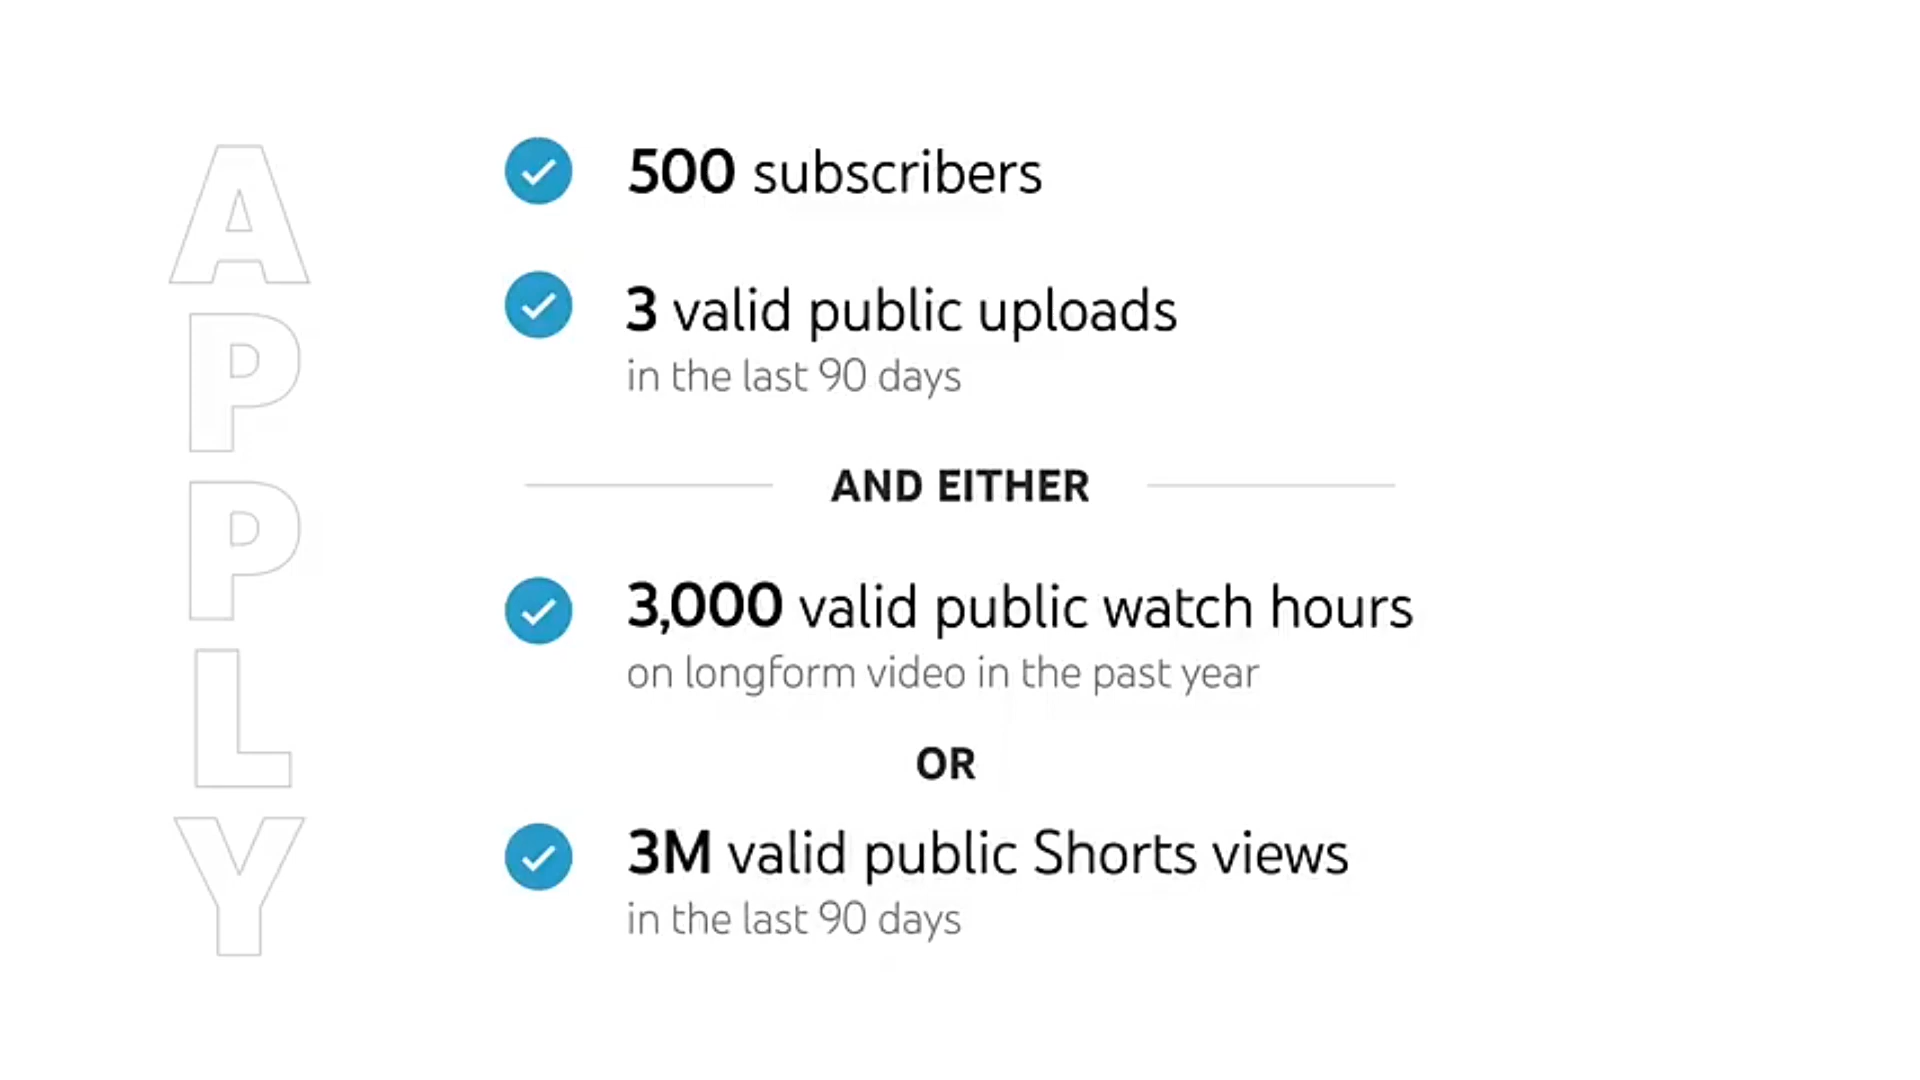 APPLY
500 subscribers
3 valid public uploads
in the last 90 days
AND EITHER
3,000 valid public watch hours
on longform video in the past year
OR
3M valid public Shorts views
in the last 90 days